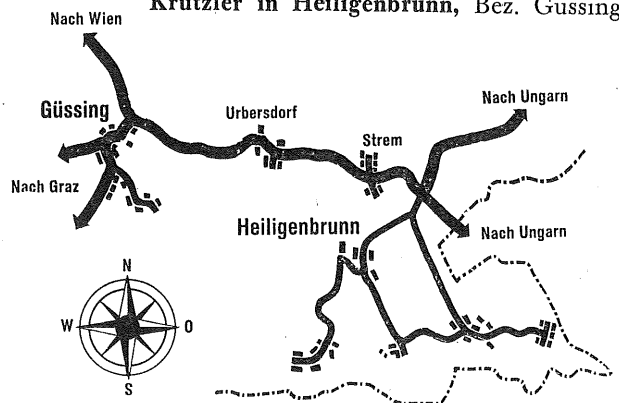 Krutzler in Heiligenbrunn, Bez. Güssing
Nach Wien
Güssing
Urbersdorf
Nach Ungarn
Strem
Nach Graz
Heiligenbrunn
Nach Ungarn
N
W
O
S